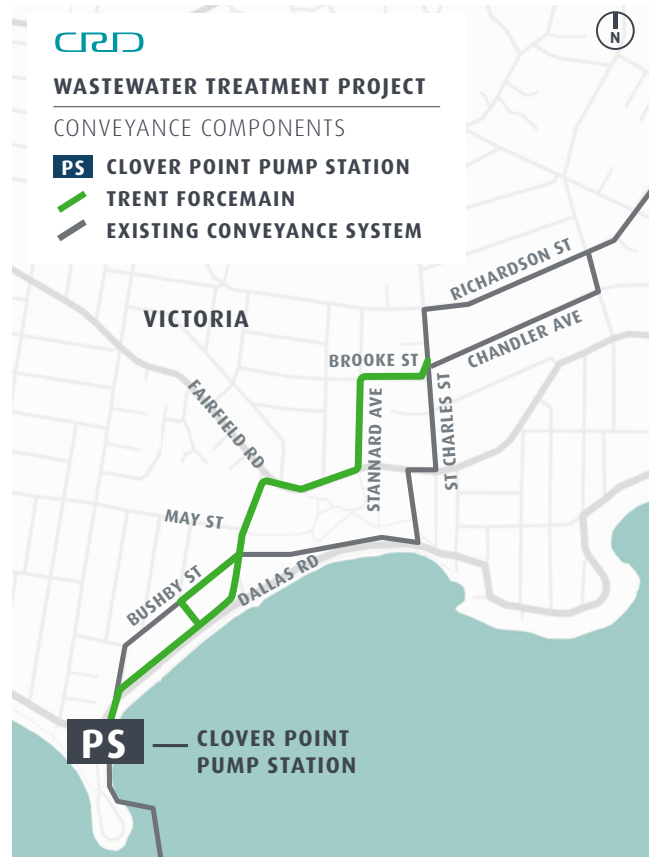 CRD
N
WASTEWATER TREATMENT PROJECT
CONVEYANCE COMPONENTS
PS CLOVER POINT PUMP STATION
TRENT FORCEMAIN
EXISTING CONVEYANCE SYSTEM
RICHARDSON ST
VICTORIA
CHANDLER AVE
BROOKE ST
FAIRFIELD RD
STANNARD AVE
ST CHARLES ST
MAY ST
BUSHBY ST
DALLAS RD
PS
CLOVER POINT
PUMP STATION